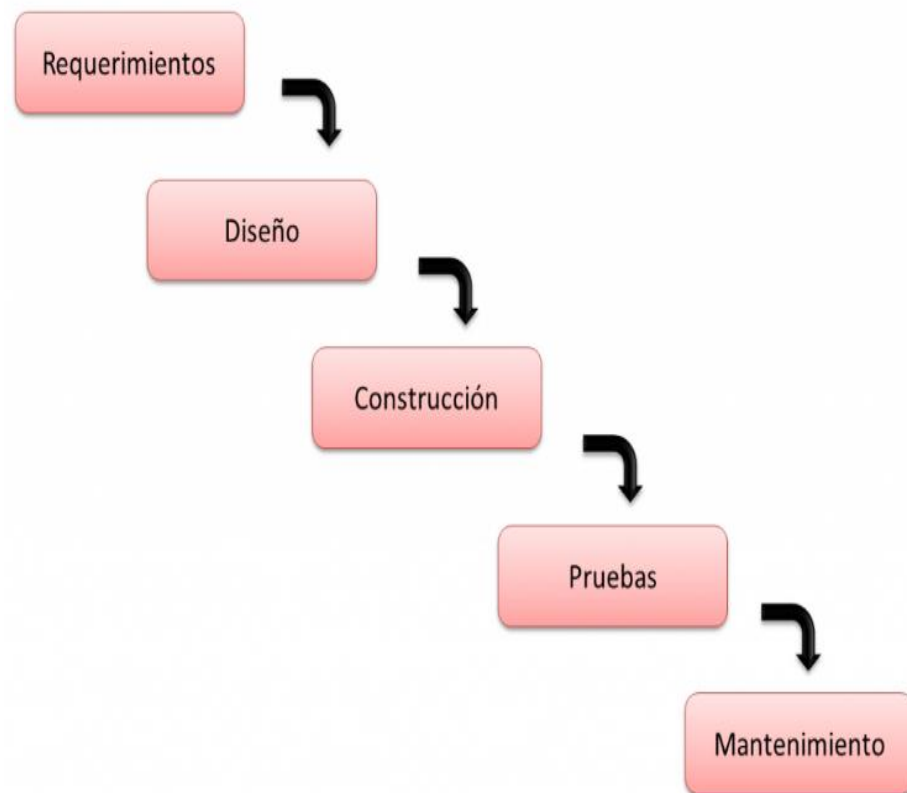 Requerimientos
Diseño
Construcción
Pruebas
Mantenimiento